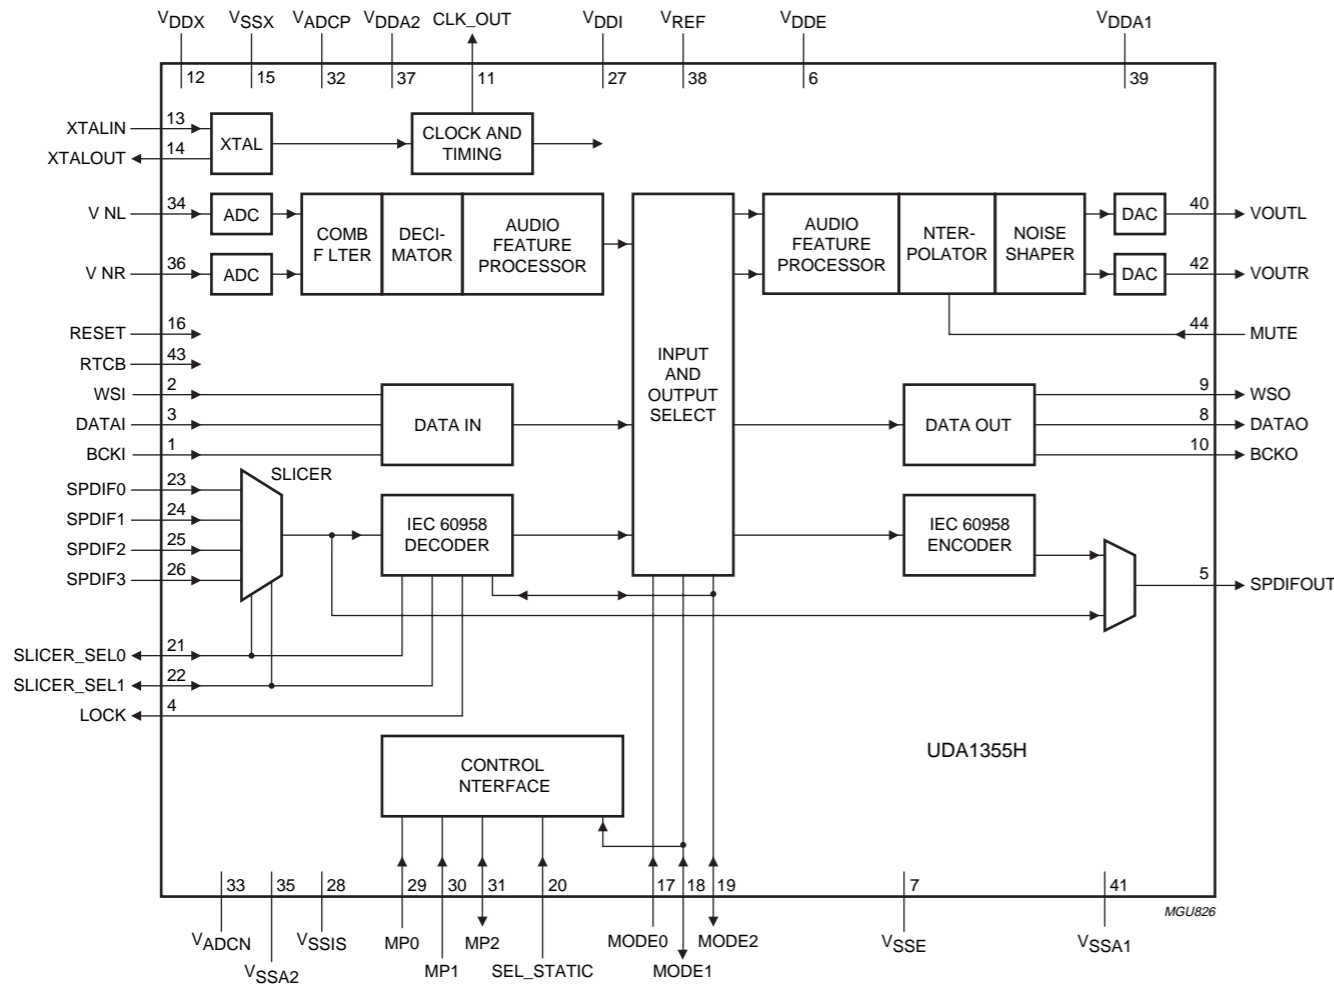 VDDX VSSX VADCP VDDA2 CLK_OUT VDDI VREF VDDE VDDA1
12 15 32 37 11 27 38 6 39
XTALIN 13 XTAL CLOCK AND
TIMING
XTALOUT 14
V NL 34 ADC
V NR 36 ADC
COMB
F LTER
DECI-
MATOR
AUDIO
FEATURE
PROCESSOR
INPUT
AND
OUTPUT
SELECT
AUDIO
FEATURE
PROCESSOR
NTER-
POLATOR
NOISE
SHAPER
DAC 40 VOUTL
DAC 42 VOUTR
RESET 16
44 MUTE
RTCB 43
WSI 2
DATAI 3
BCKI 1
DATA IN
DATA OUT
9 WSO
8 DATAO
10 BCKO
SLICER
SPDIF0 23
SPDIF1 24
SPDIF2 25
SPDIF3 26
IEC 60958
DECODER
IEC 60958
ENCODER
5 SPDIFOUT
SLICER_SEL0 21
SLICER_SEL1 22
LOCK 4
CONTROL
NTERFACE
UDA1355H
33 35 28 29 30 31 20 17 18 19 7 41
MGU826
VADCN VSSIS MP0 MP2 MODE0 MODE2 VSSE VSSA1
VSSA2 MP1 SEL_STATIC MODE1